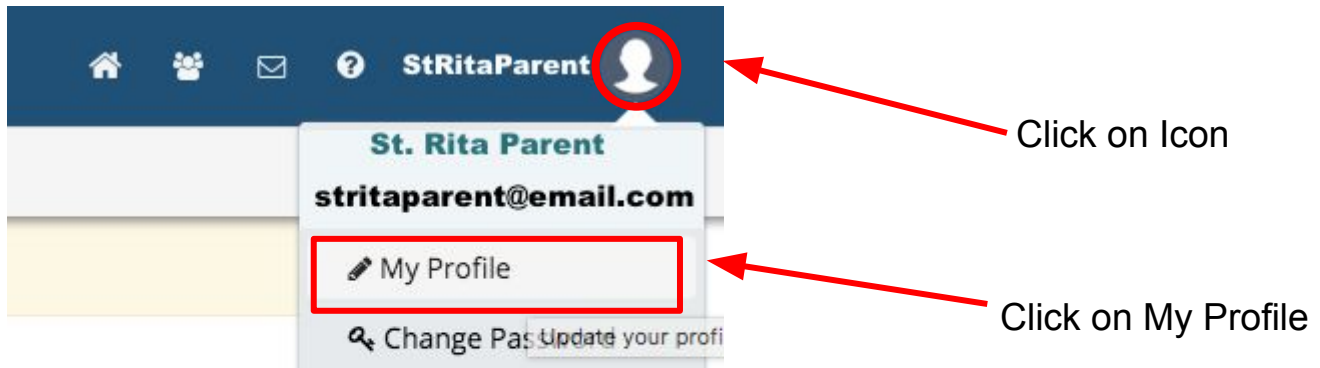 StRitaParent
Click on Icon
St. Rita Parent
stritaparent@email.com
My Profile
Click on My Profile
Change Password
Update your profi